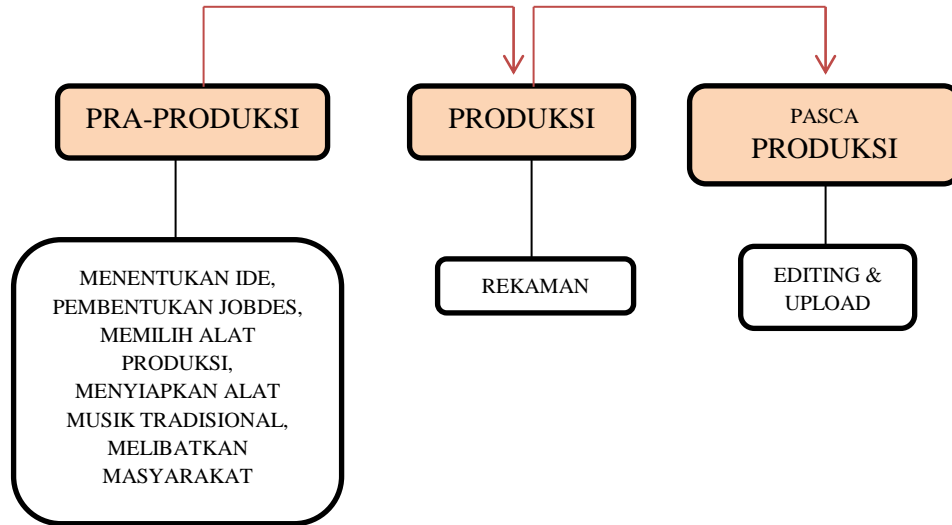 PRA-PRODUKSI
PRODUKSI
PASCA
PRODUKSI
MENENTUKAN IDE,
PEMBENTUKAN JOBDES,
MEMILIH ALAT
PRODUKSI,
MENYIAPKAN ALAT
MUSIK TRADISIONAL,
MELIBATKAN
MASYARAKAT
REKAMAN
EDITING &
UPLOAD